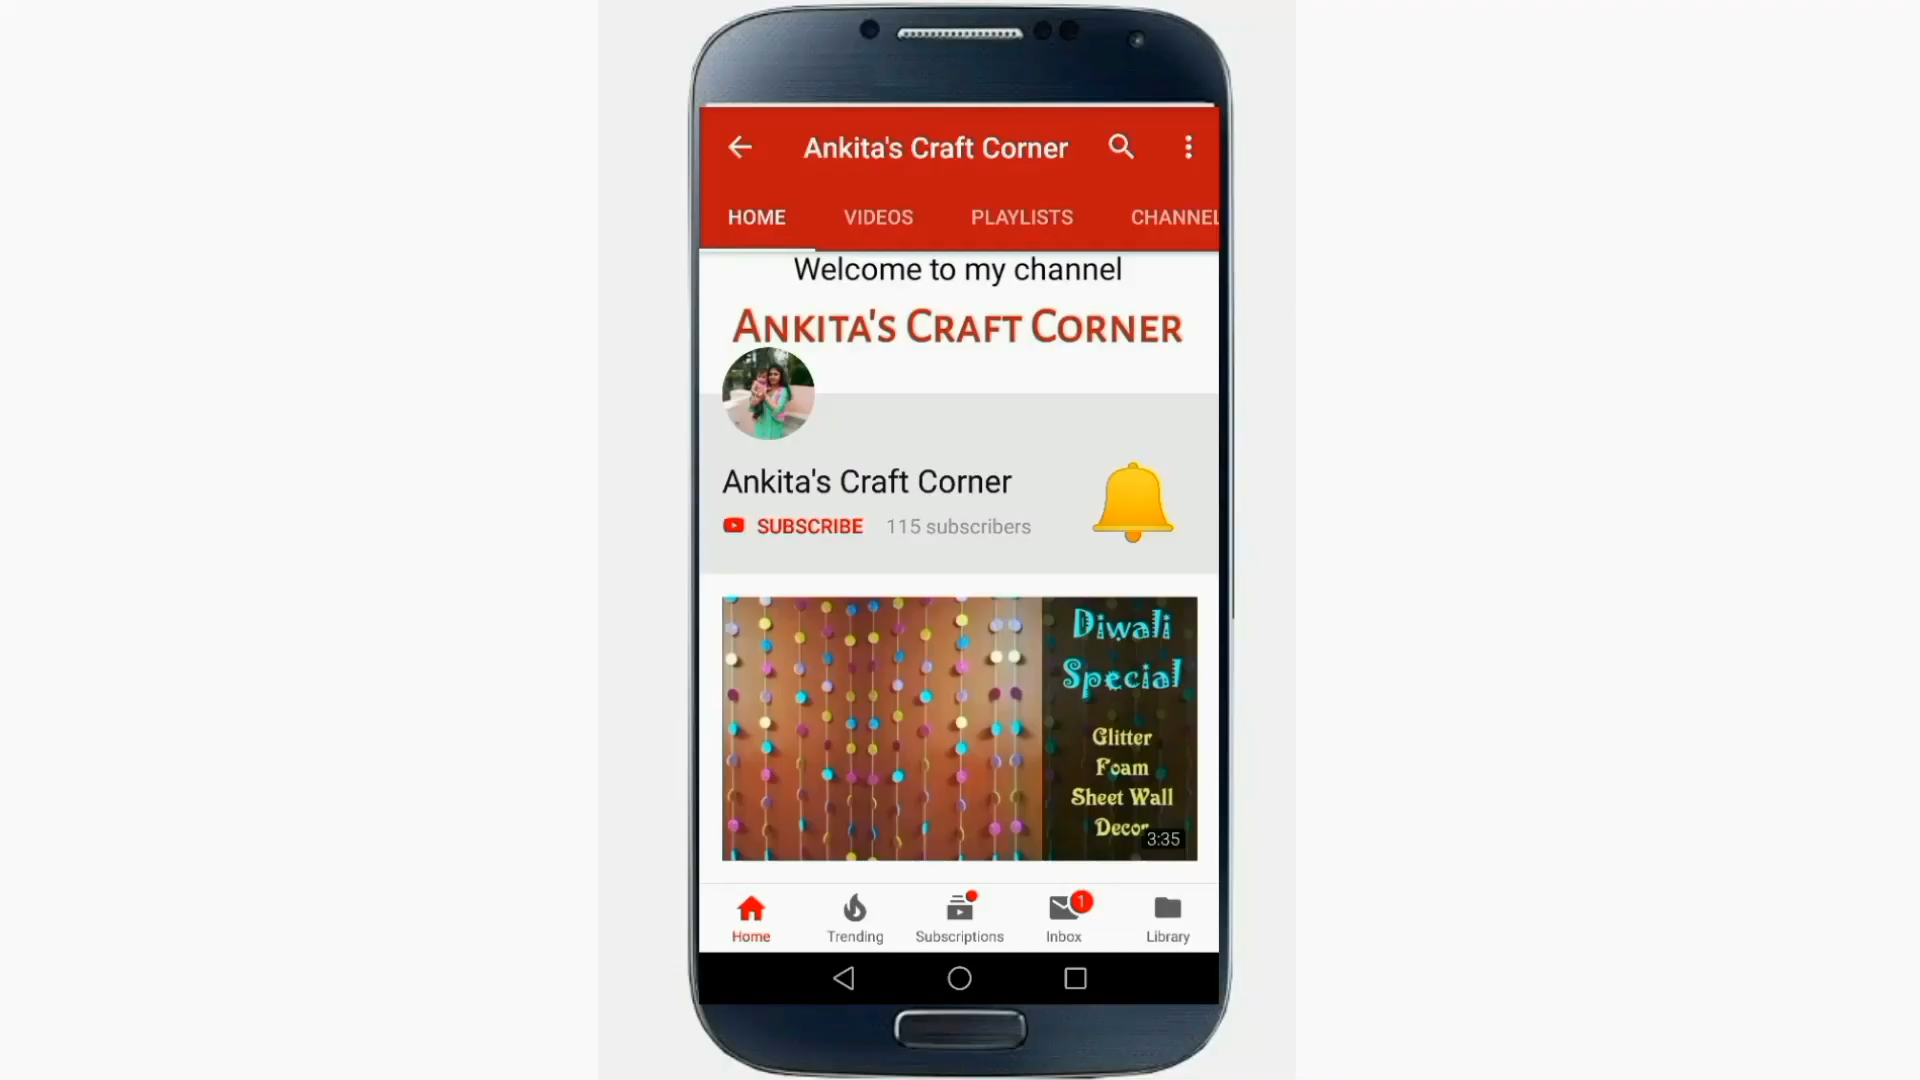 Ankita's Craft Corner
HOME VIDEOS PLAYLISTS CHANNEL
Welcome to my channel
ANKITA'S CRAFT CORNER
Ankita's Craft Corner
SUBSCRIBE 115 subscribers
Diwali
Special
Glitter
Foam
Sheet Wall
Decor
3:35
1
Home Trending Subscriptions Inbox Library